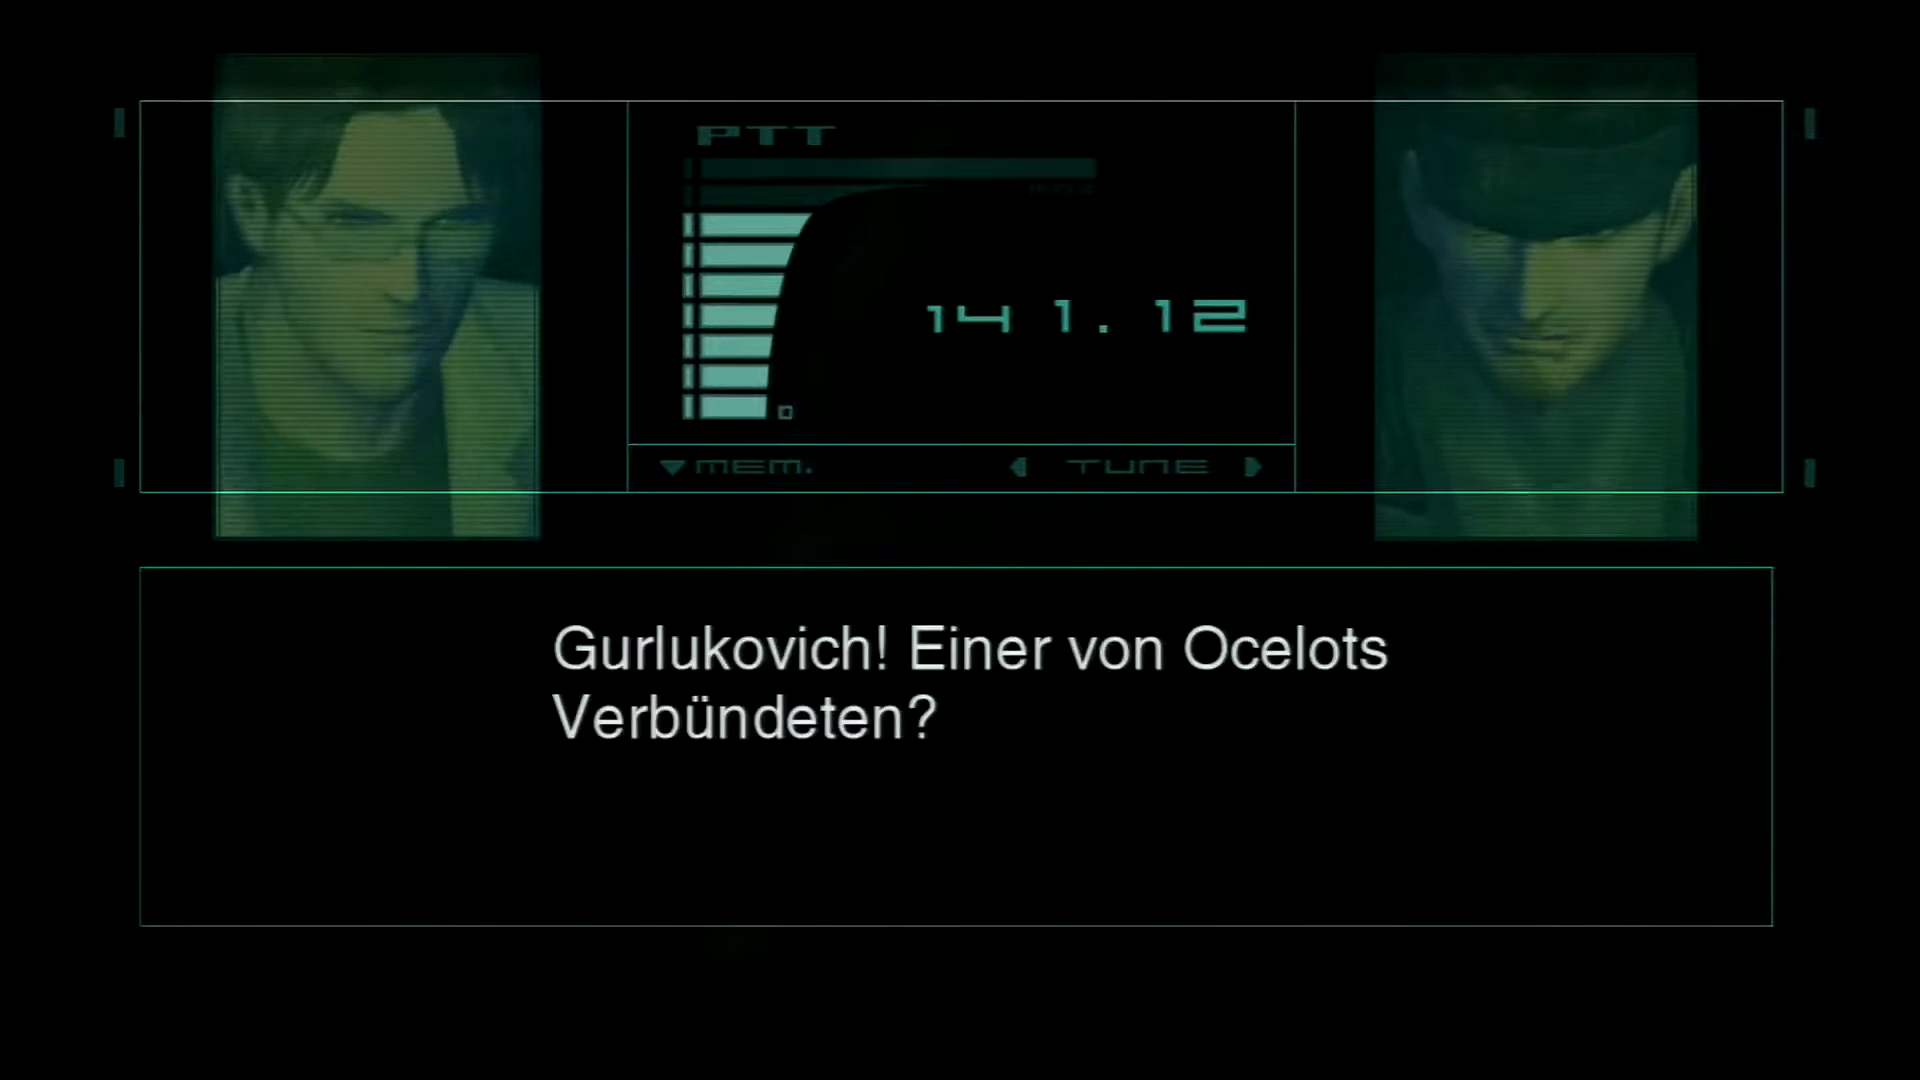 PTT
141.12
MEM.
TUNE
Gurlukovich! Einer von Ocelots
Verbündeten?